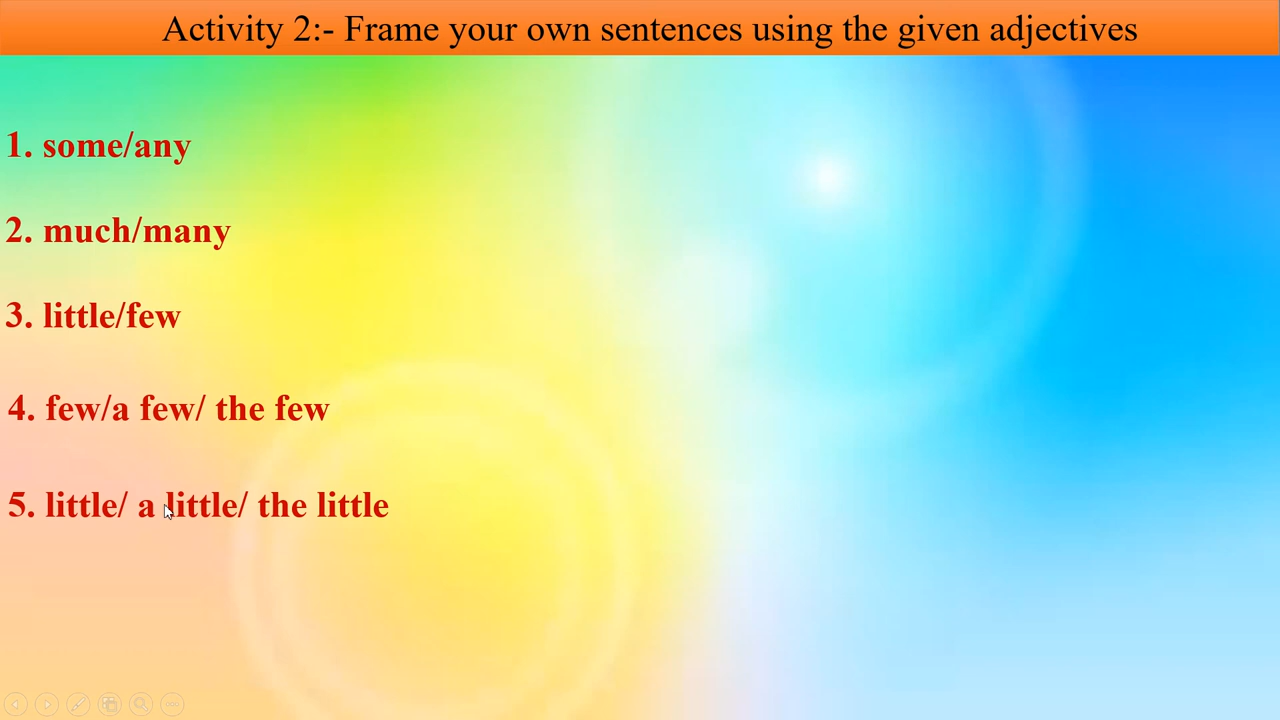 Activity 2:- Frame your own sentences using the given adjectives
1. some/any
2. much/many
3. little/few
4. few/a few/ the few
5. little/ a little/ the little